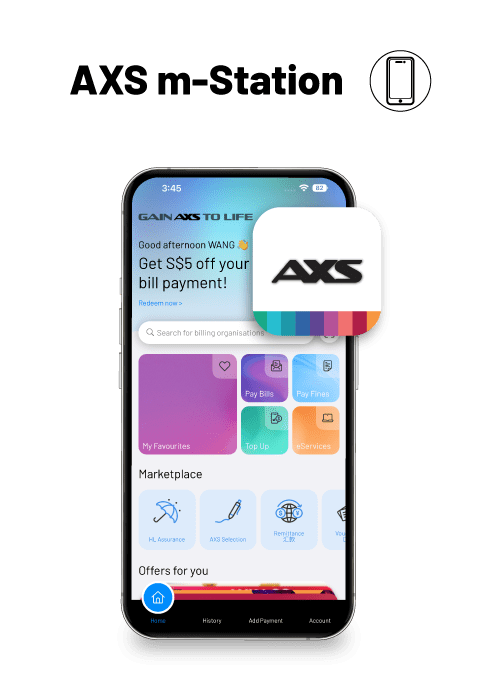 AXS m-Station
3:45
82
GAIN AXS TO LIFE
Good afternoon WANG 👋
Get S$5 off your
bill payment!
Redeem now >
AXS
Search for billing organisations
My Favourites
Pay Bills
Pay Fines
Top Up
eServices
Marketplace
HL Assurance
AXS Selection
Remittance
汇款
Offers for you
Home
History
Add Payment
Account